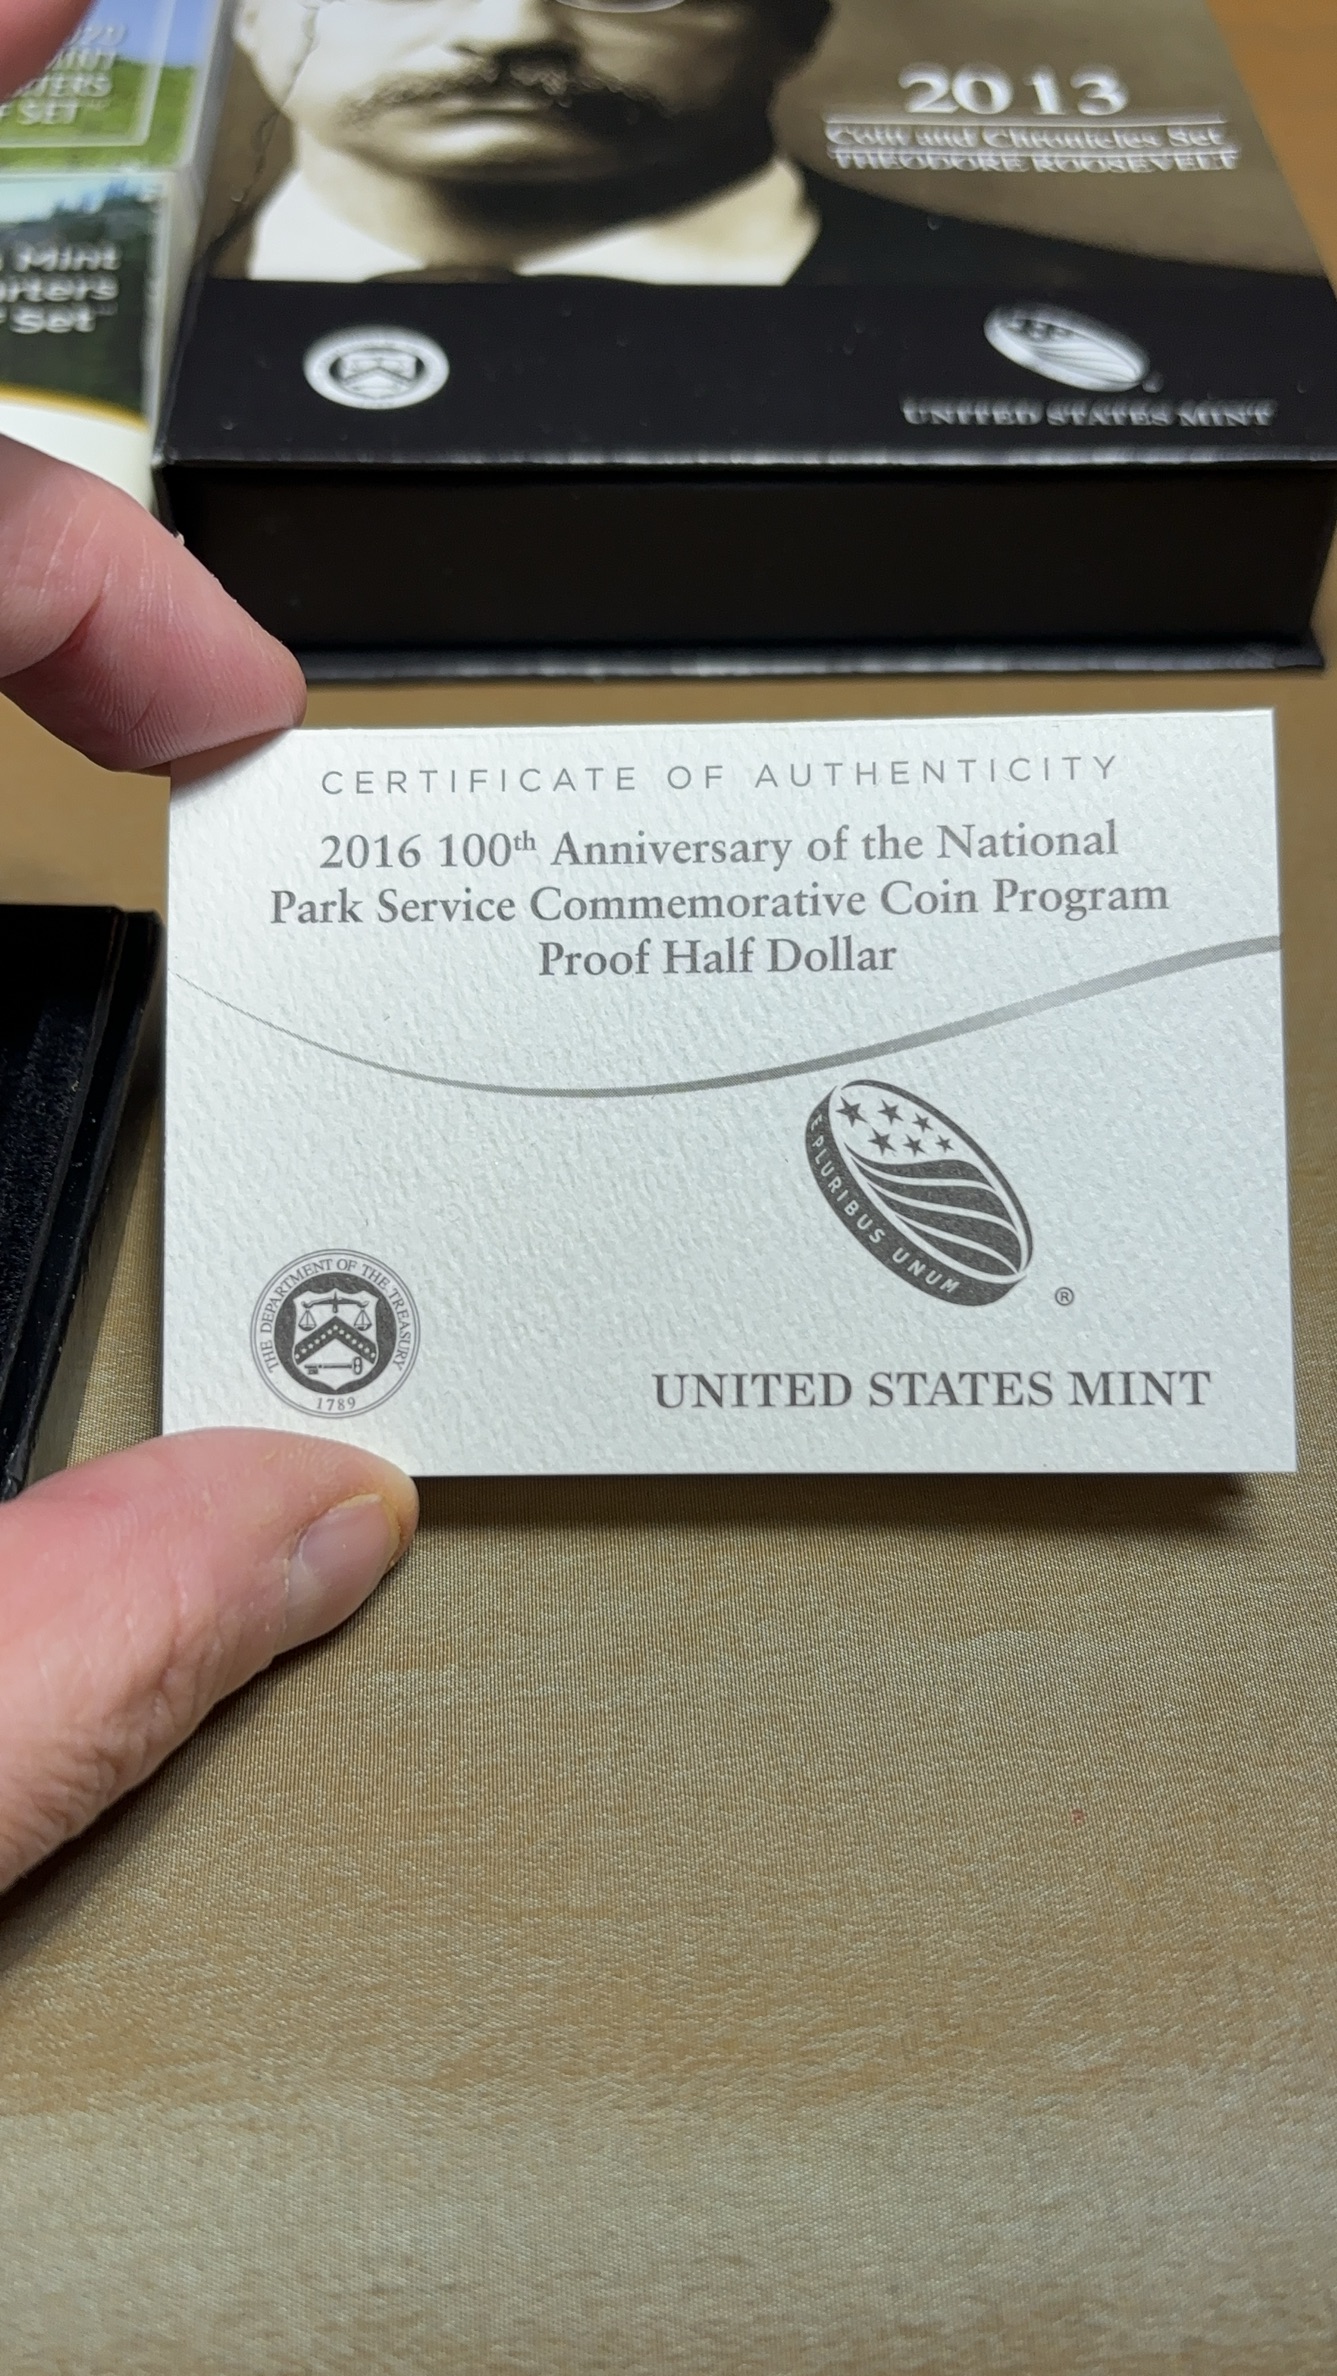 MINT
SET"
Mint
Set"
2013
Coin and Chronicles Set
THEODORE ROOSEVELT
UNITED STATES MINT
CERTIFICATE OF AUTHENTICITY
2016 100th Anniversary of the National
Park Service Commemorative Coin Program
Proof Half Dollar
E PLURIBUS UNUM
®
THE DEPARTMENT OF THE TREASURY
1789
UNITED STATES MINT